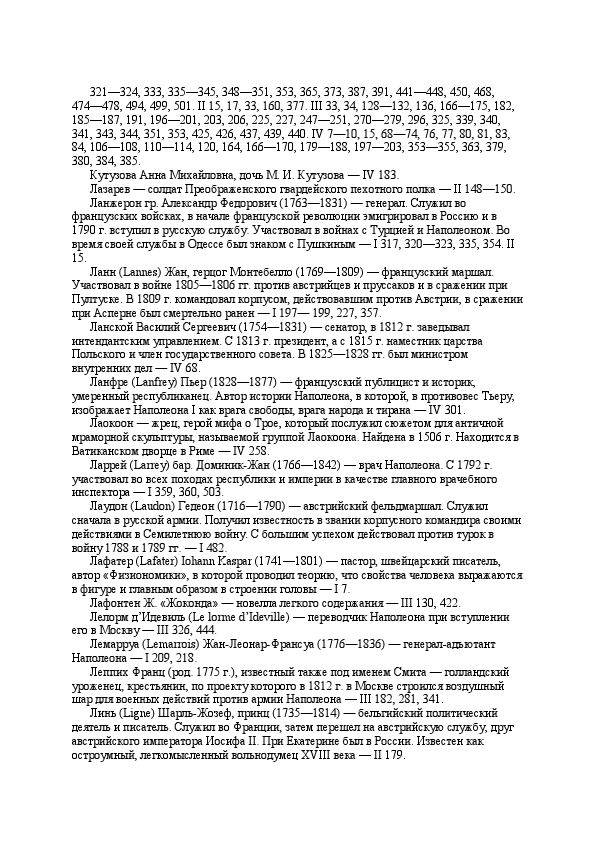 321—324, 333, 335—345, 348—351, 353, 365, 373, 387, 391, 441—448, 450, 468,
474—478, 494, 499, 501. II 15, 17, 33, 160, 377. III 33, 34, 128—132, 136, 166—175, 182,
185—187, 191, 196—201, 203, 206, 225, 227, 247—251, 270—279, 296, 325, 339, 340,
341, 343, 344, 351, 353, 425, 426, 437, 439, 440. IV 7—10, 15, 68—74, 76, 77, 80, 81, 83,
84, 106—108, 110—114, 120, 164, 166—170, 179—188, 197—203, 353—355, 363, 379,
380, 384, 385.
Кутузова Анна Михайловна, дочь М. И. Кутузова — IV 183.
Лазарев — солдат Преображенского гвардейского пехотного полка — II 148—150.
Ланжерон гр. Александр Федорович (1763—1831) — генерал. Служил во
французских войсках, в начале французской революции эмигрировал в Россию и в
1790 г. вступил в русскую службу. Участвовал в войнах с Турцией и Наполеоном. Во
время своей службы в Одессе был знаком с Пушкиным — I 317, 320—323, 335, 354. II
15.
Ланн (Lannes) Жан, герцог Монтебелло (1769—1809) — французский маршал.
Участвовал в войне 1805—1806 гг. против австрийцев и пруссаков и в сражении при
Пултуске. В 1809 г. командовал корпусом, действовавшим против Австрии, в сражении
при Асперне был смертельно ранен — I 197— 199, 227, 357.
Ланской Василий Сергеевич (1754—1831) — сенатор, в 1812 г. заведывал
интендантским управлением. С 1813 г. президент, а с 1815 г. наместник царства
Польского и член государственного совета. В 1825—1828 гг. был министром
внутренних дел — IV 68.
Ланфре (Lanfrey) Пьер (1828—1877) — французский публицист и историк,
умеренный республиканец. Автор истории Наполеона, в которой, в противовес Тьеру,
изображает Наполеона I как врага свободы, врага народа и тирана — IV 301.
Лаокоон — жрец, герой мифа о Трое, который послужил сюжетом для античной
мраморной скульптуры, называемой группой Лаокоона. Найдена в 1506 г. Находится в
Ватиканском дворце в Риме — IV 258.
Ларрей (Larrey) бар. Доминик-Жан (1766—1842) — врач Наполеона. С 1792 г.
участвовал во всех походах республики и империи в качестве главного врачебного
инспектора — I 359, 360, 503.
Лаудон (Laudon) Гедеон (1716—1790) — австрийский фельдмаршал. Служил
сначала в русской армии. Получил известность в звании корпусного командира своими
действиями в Семилетнюю войну. С большим успехом действовал против турок в
войну 1788 и 1789 гг. — I 482.
Лафатер (Lafater) Iohann Kaspar (1741—1801) — пастор, швейцарский писатель,
автор «Физиономики», в которой проводил теорию, что свойства человека выражаются
в фигуре и главным образом в строении головы — I 7.
Лафонтен Ж. «Жоконда» — новелла легкого содержания — III 130, 422.
Лелорм д’Идевиль (Le lorme d’Ideville) — переводчик Наполеона при вступлении
его в Москву — III 326, 444.
Лемарруа (Lemarrois) Жан-Леонар-Франсуа (1776—1836) — генерал-адъютант
Наполеона — I 209, 218.
Леппих Франц (род. 1775 г.), известный также под именем Смита — голландский
уроженец, крестьянин, по проекту которого в 1812 г. в Москве строился воздушный
шар для военных действий против армии Наполеона — III 182, 281, 341.
Линь (Ligne) Шарль-Жозеф, принц (1735—1814) — бельгийский политический
деятель и писатель. Служил во Франции, затем перешел на австрийскую службу, друг
австрийского императора Иосифа II. При Екатерине был в России. Известен как
остроумный, легкомысленный вольнодумец XVIII века — II 179.